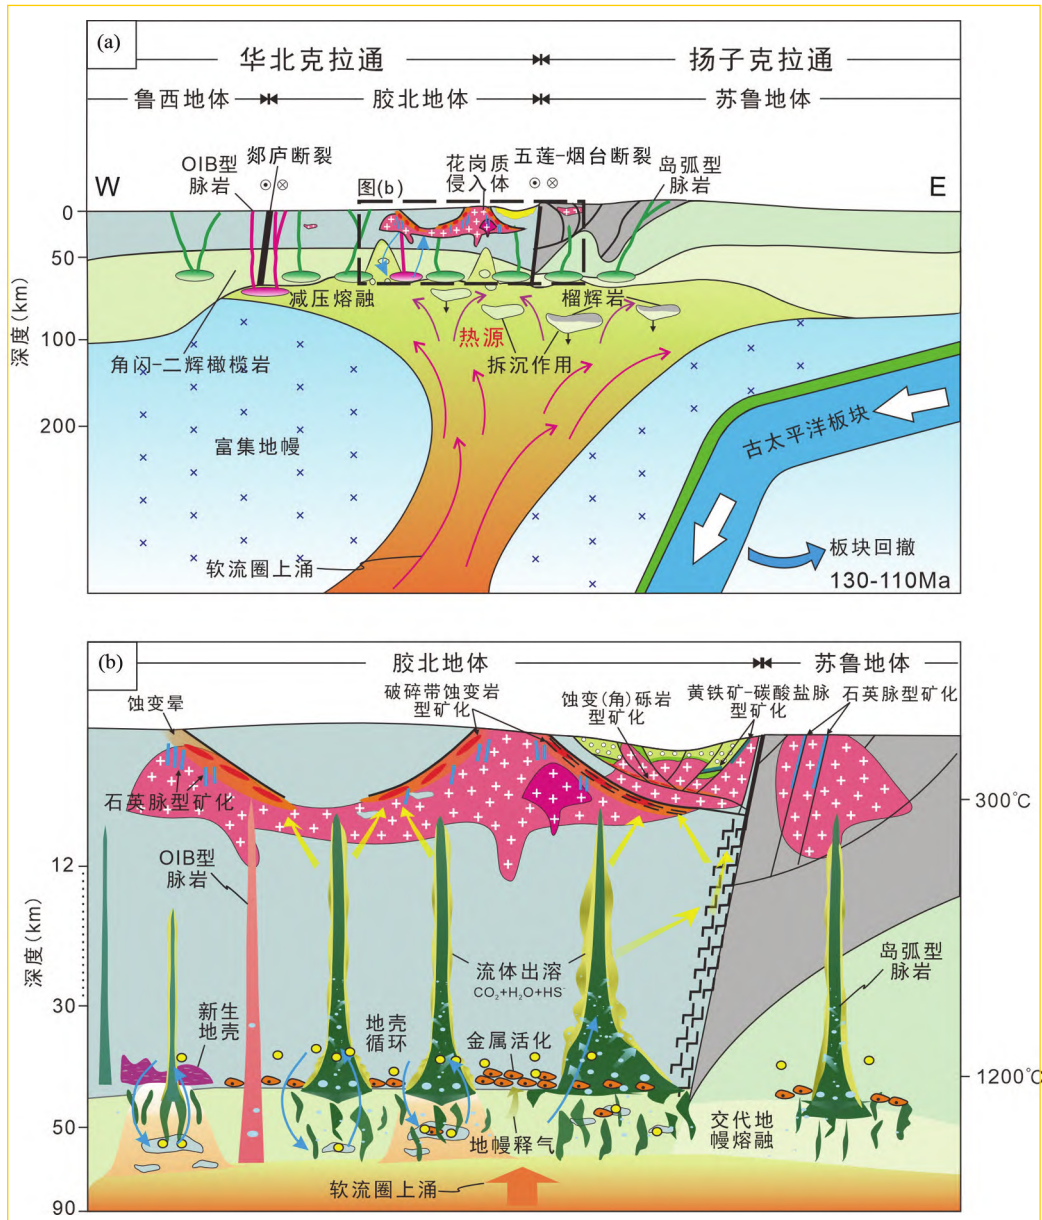 (a)
华北克拉通
扬子克拉通
鲁西地体
胶北地体
苏鲁地体
OIB型
脉岩
郯庐断裂
花岗质
侵入体
五莲-烟台断裂
岛弧型
脉岩
W
图(b)
E
0
50
100
200
深度(km)
减压熔融
榴辉岩
热源
角闪-二辉橄榄岩
拆沉作用
富集地幔
古太平洋板块
软流圈上涌
板块回撤
130-110Ma
(b)
胶北地体
苏鲁地体
蚀变晕
破碎带蚀变岩
型矿化
蚀变(角)砾岩
型矿化
黄铁矿-碳酸盐脉
型矿化
石英脉型矿化
石英脉型矿化
300℃
OIB型
脉岩
12
30
50
90
深度(km)
流体出溶
CO₂+H₂O+HS⁻
岛弧型
脉岩
新生
地壳
地壳
循环
金属活化
1200℃
地幔释气
交代地
幔熔融
软流圈上涌